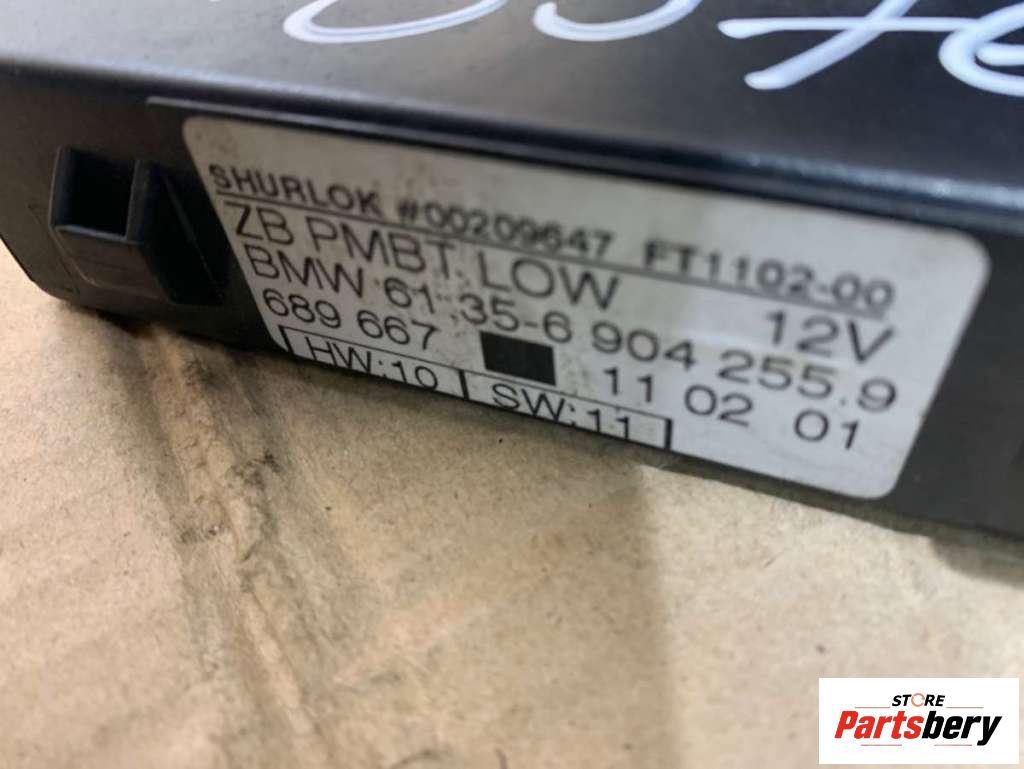 SHURLOK #00209647 FT1102-00
ZB PMBT. LOW 12V
BMW 61.35-6 904 255.9
689 667 11 02 01
HW:10 SW:11
STORE
Partsbery